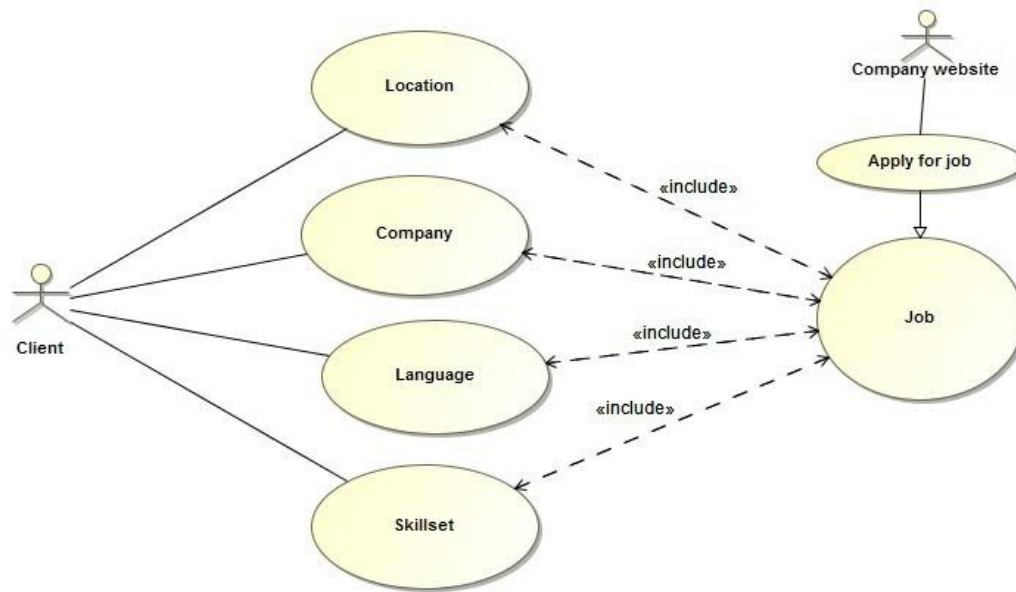 Company website
Location
Apply for job
«include»
Company
«include»
Job
«include»
Client
Language
«include»
Skillset